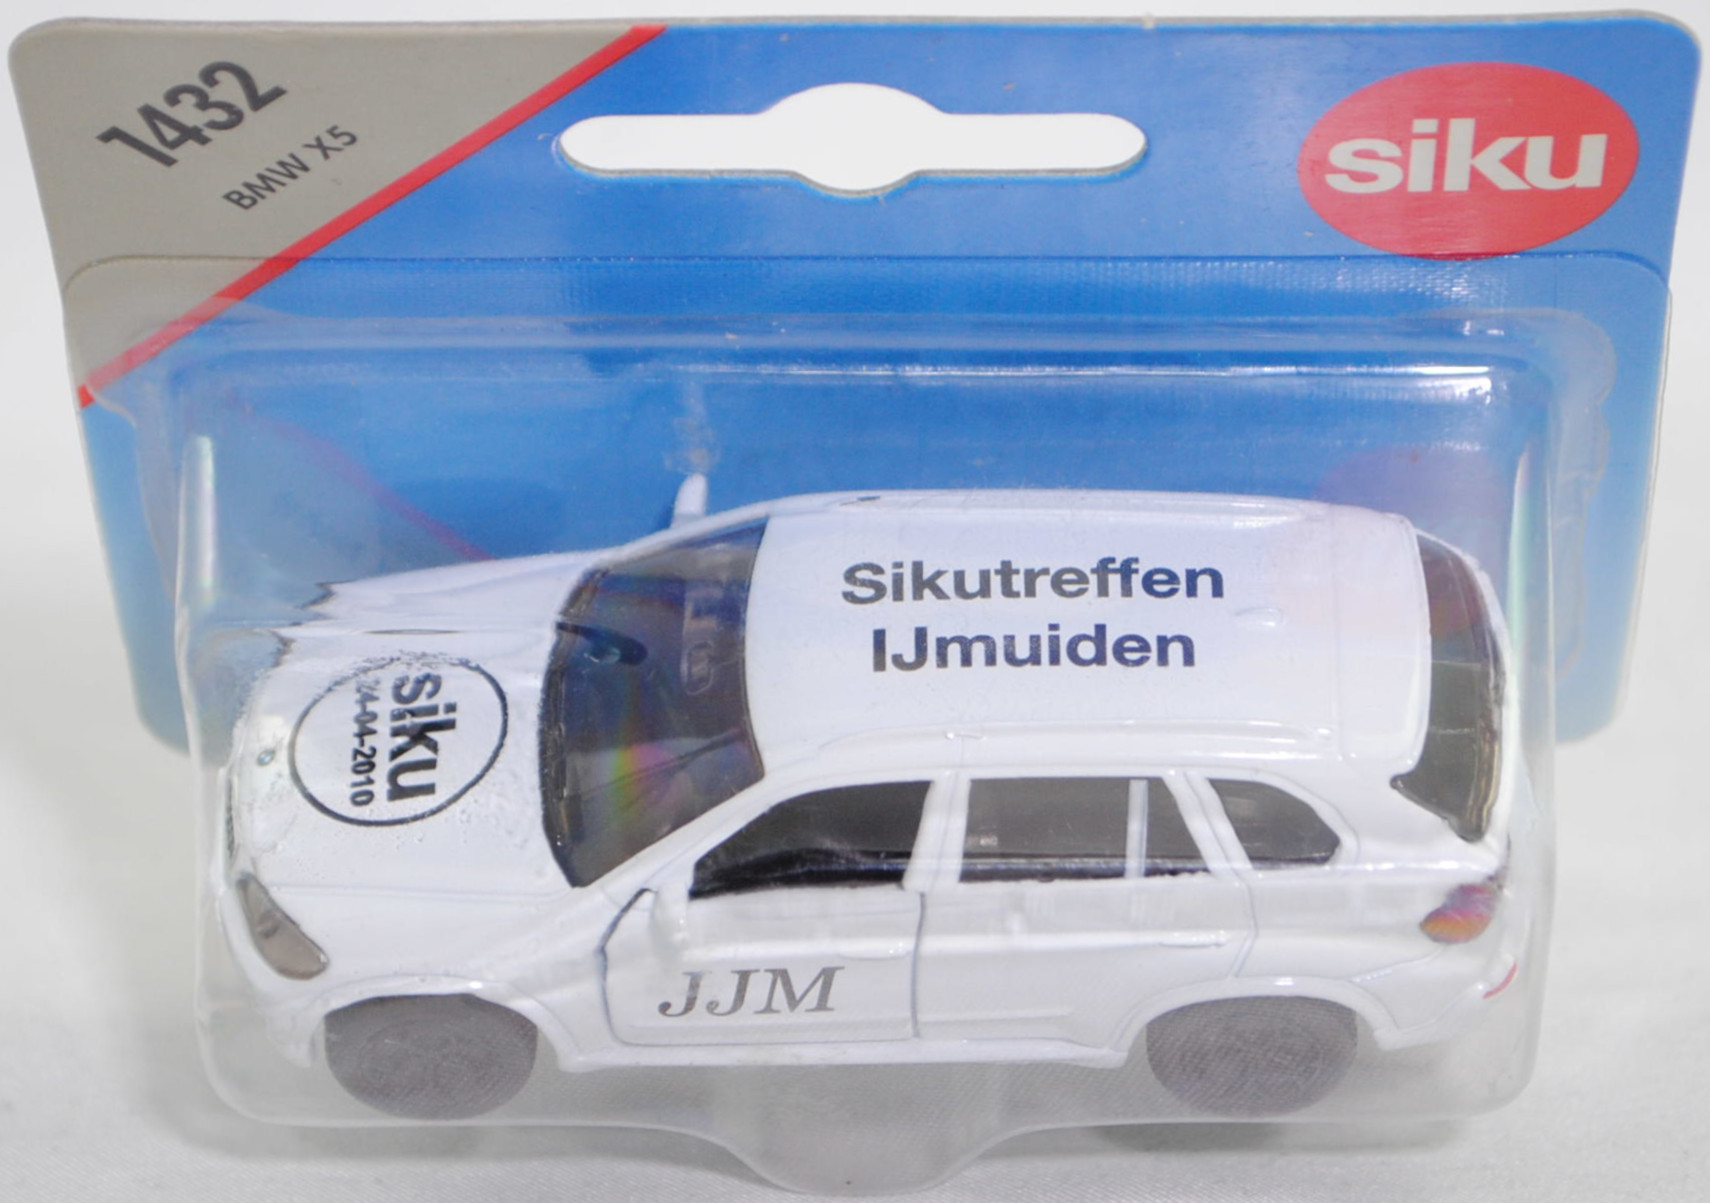 1432
BMW X5
siku
Sikutreffen
IJmuiden
siku
24-04-2010
JJM